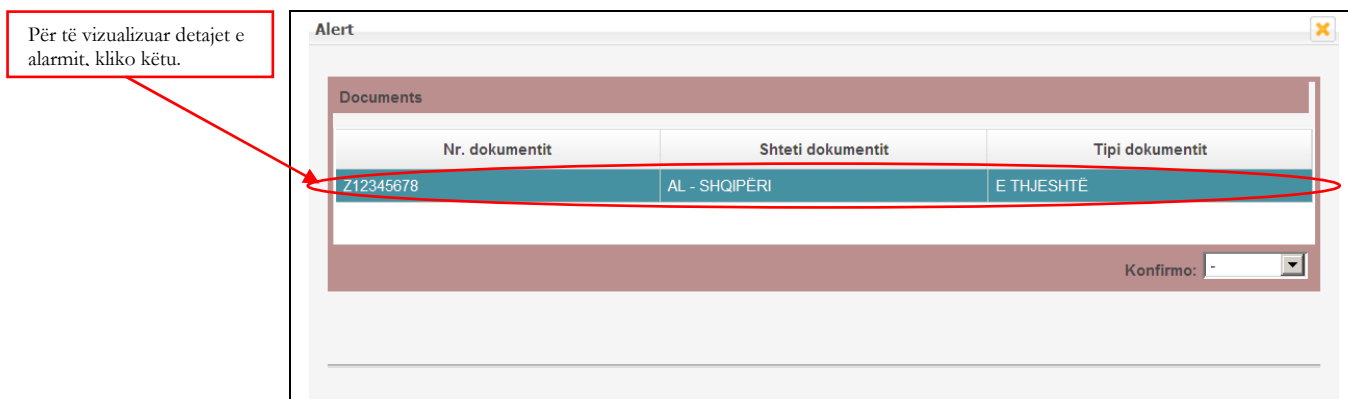 Për të vizualizuar detajet e
alarmit, kliko këtu.
Alert
Documents
Nr. dokumentit Shteti dokumentit Tipi dokumentit
Z12345678 AL - SHQIPËRI E THJESHTË
Konfirmo: -